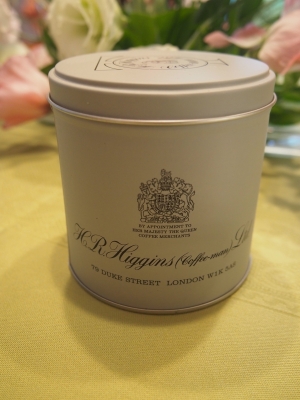 BY APPOINTMENT TO
HER MAJESTY THE QUEEN
COFFEE MERCHANTS
H.R.Higgins (Coffee-man) Ltd
79 DUKE STREET LONDON W1K 5AS